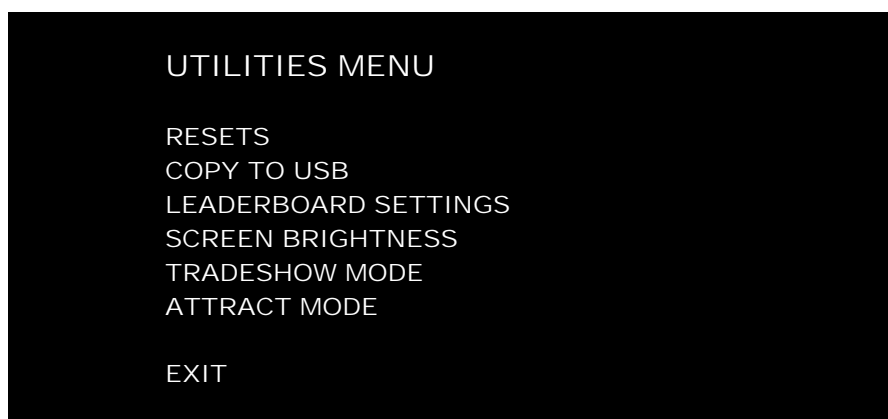 UTILITIES MENU
RESETS
COPY TO USB
LEADERBOARD SETTINGS
SCREEN BRIGHTNESS
TRADESHOW MODE
ATTRACT MODE
EXIT